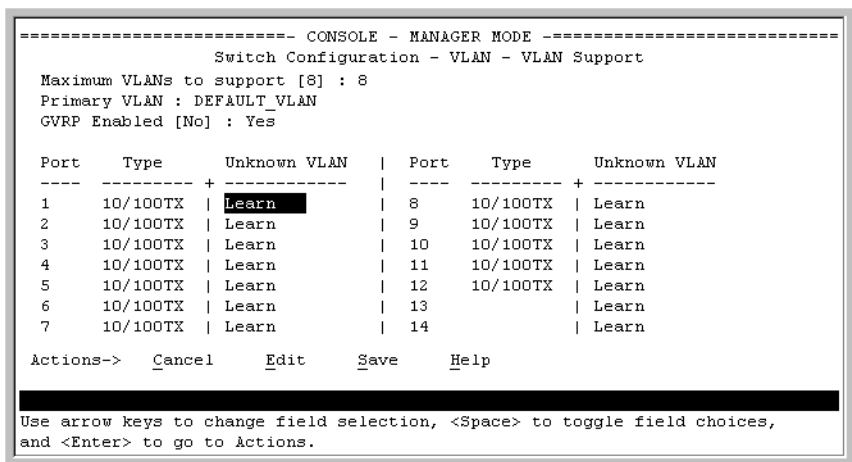 ===========================- CONSOLE - MANAGER MODE -============================
Switch Configuration - VLAN - VLAN Support
Maximum VLANs to support [8] : 8
Primary VLAN : DEFAULT_VLAN
GVRP Enabled [No] : Yes
Port Type Unknown VLAN | Port Type Unknown VLAN
---- --------- + ------------ | ---- --------- + ------------
1 10/100TX | Learn | 8 10/100TX | Learn
2 10/100TX | Learn | 9 10/100TX | Learn
3 10/100TX | Learn | 10 10/100TX | Learn
4 10/100TX | Learn | 11 10/100TX | Learn
5 10/100TX | Learn | 12 10/100TX | Learn
6 10/100TX | Learn | 13 | Learn
7 10/100TX | Learn | 14 | Learn
Actions-> Cancel Edit Save Help
Use arrow keys to change field selection, <Space> to toggle field choices,
and <Enter> to go to Actions.